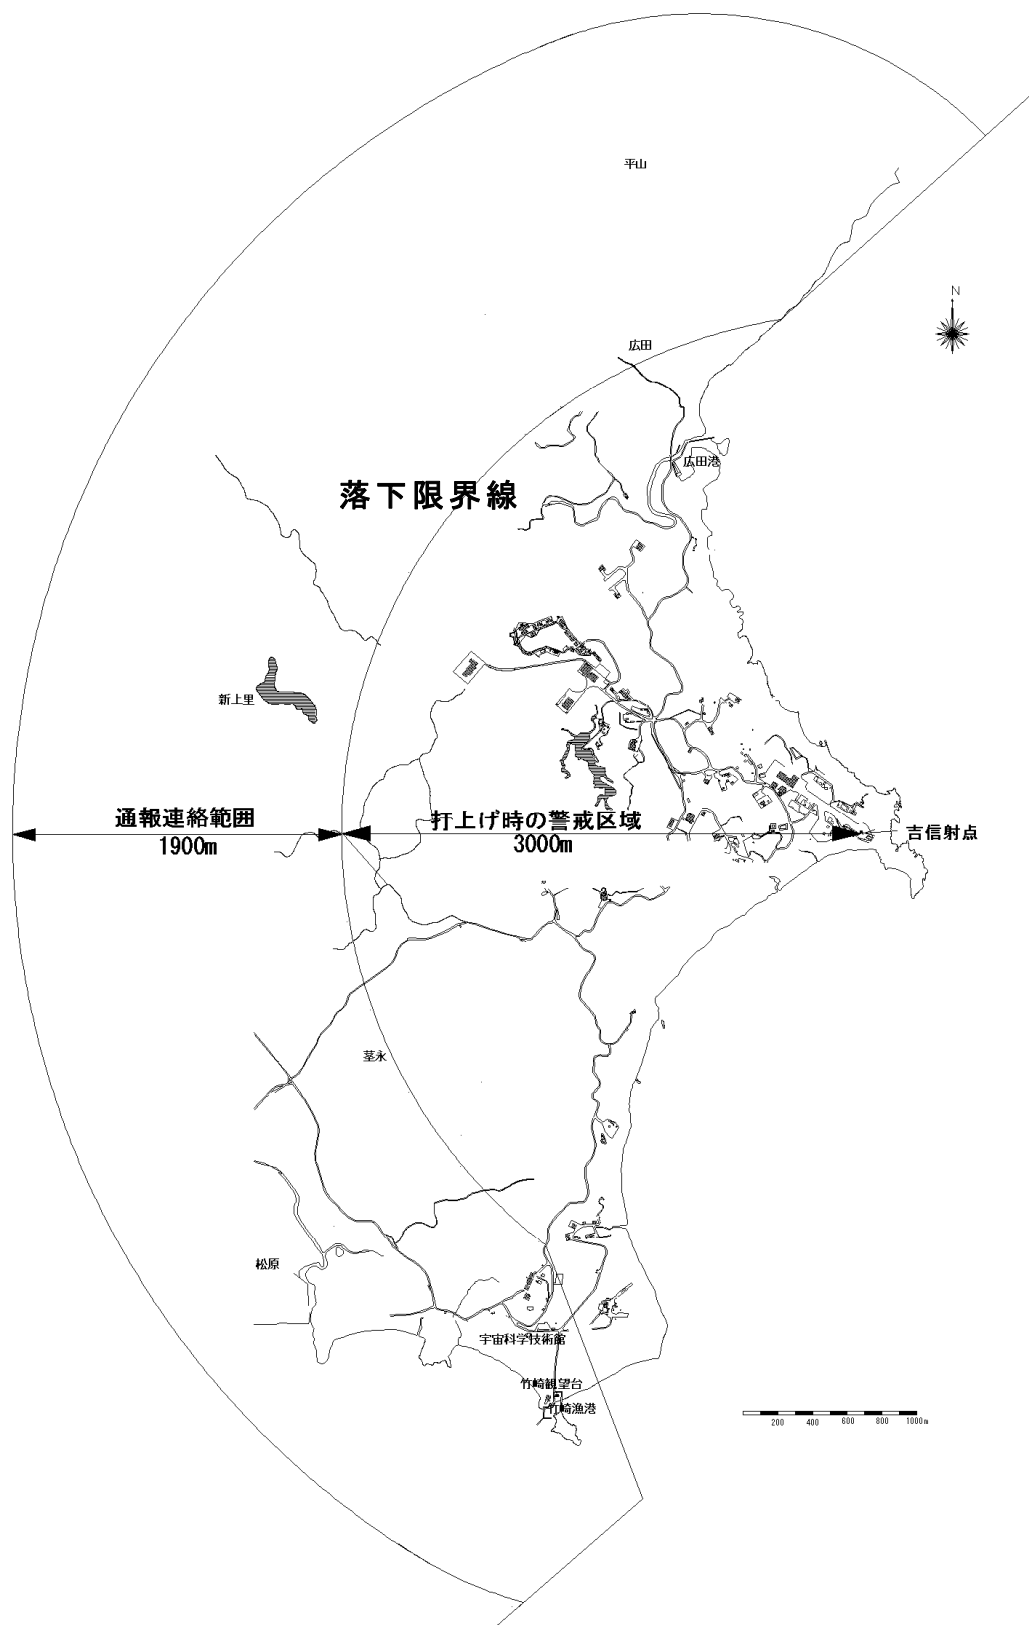 平山
N
広田
広田港
落下限界線
新上里
通報連絡範囲
1900m
打上げ時の警戒区域
3000m
吉信射点
茎永
松原
宇宙科学技術館
竹崎観望台
竹崎漁港
200 400 600 800 1000m